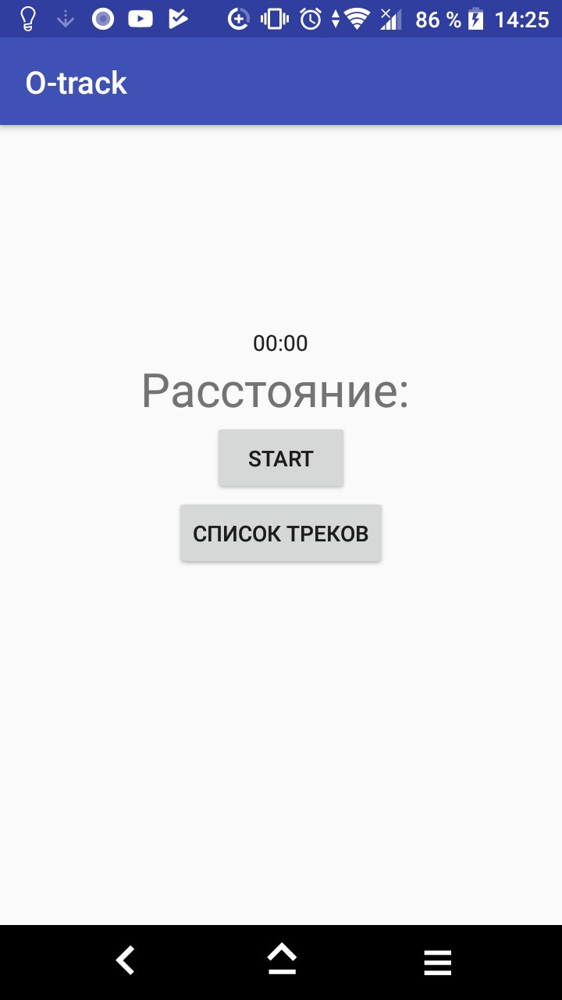 86 % 14:25
O-track
00:00
Расстояние:
START
СПИСОК ТРЕКОВ